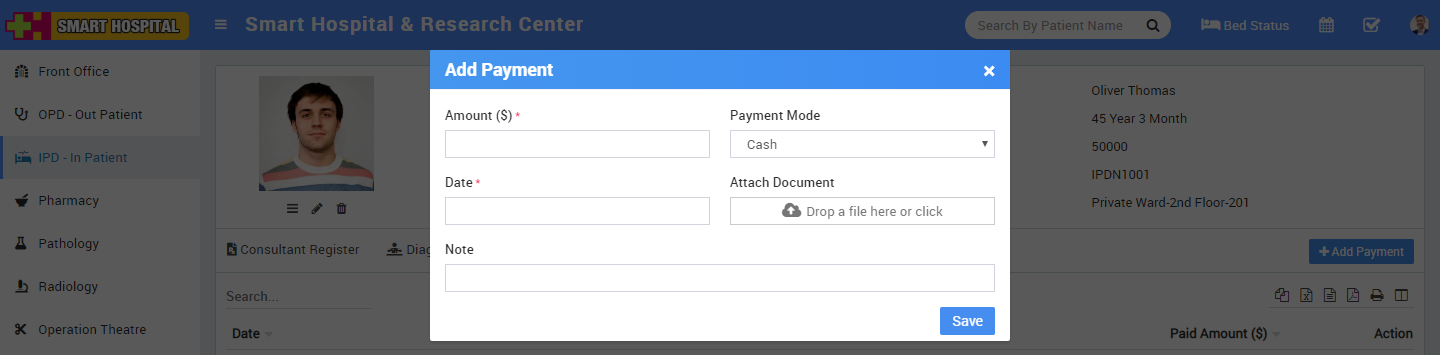 SMART HOSPITAL
Smart Hospital & Research Center
Search By Patient Name
Bed Status
Front Office
OPD - Out Patient
IPD - In Patient
Pharmacy
Pathology
Radiology
Operation Theatre
Oliver Thomas
45 Year 3 Month
50000
IPDN1001
Private Ward-2nd Floor-201
Consultant Register
Add Payment
Search...
Date
Paid Amount ($)
Action
Add Payment
×
Amount ($) *
Payment Mode
Cash
Date *
Attach Document
Drop a file here or click
Note
Save